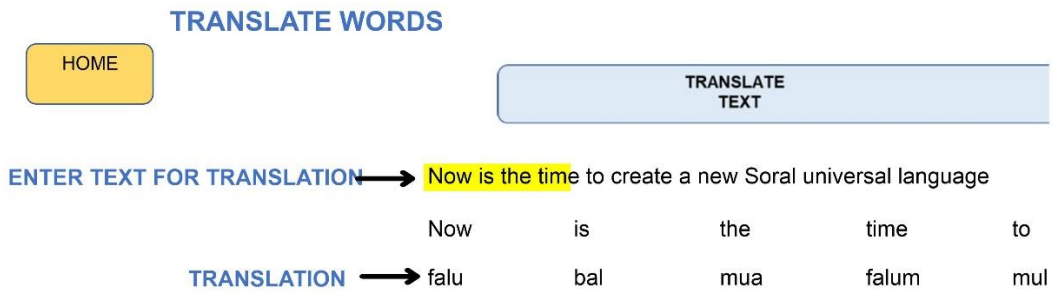 TRANSLATE WORDS
HOME
TRANSLATE
TEXT
ENTER TEXT FOR TRANSLATION Now is the time to create a new Soral universal language
Now is the time to
TRANSLATION falu bal mua falum mul